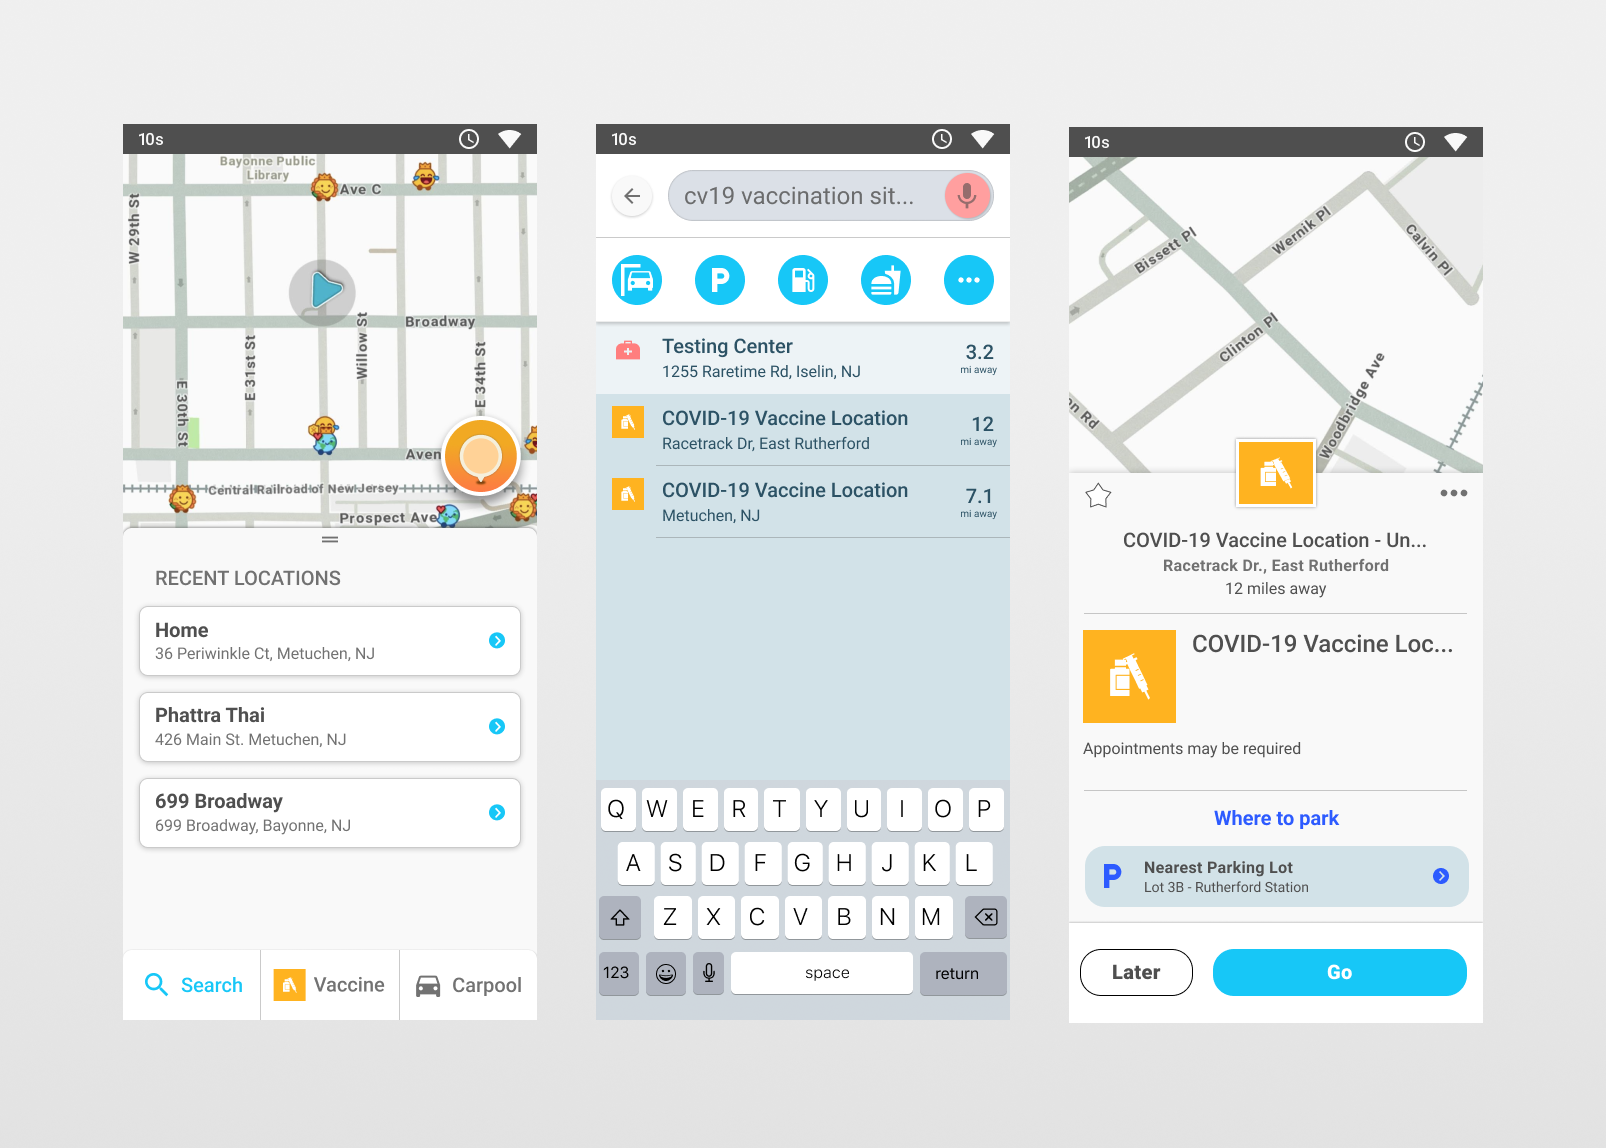 10s
Bayonne Public
Library
Ave C
W 29th St
Broadway
Willow St
E 31st St
E 34th St
E 30th St
Aven
Central Railroad of New Jersey
Prospect Ave
RECENT LOCATIONS
Home
36 Periwinkle Ct, Metuchen, NJ
Phattra Thai
426 Main St. Metuchen, NJ
699 Broadway
699 Broadway, Bayonne, NJ
Search
Vaccine
Carpool
10s
cv19 vaccination sit...
P
Testing Center
1255 Raretime Rd, Iselin, NJ
3.2
mi away
COVID-19 Vaccine Location
Racetrack Dr, East Rutherford
12
mi away
COVID-19 Vaccine Location
Metuchen, NJ
7.1
mi away
Q W E R T Y U I O P
A S D F G H J K L
Z X C V B N M
123
space
return
10s
Bissett Pl
Wernik Pl
Calvin Pl
Clinton Pl
Woodbridge Ave
on Rd
COVID-19 Vaccine Location - Un...
Racetrack Dr., East Rutherford
12 miles away
COVID-19 Vaccine Loc...
Appointments may be required
Where to park
P
Nearest Parking Lot
Lot 3B - Rutherford Station
Later
Go